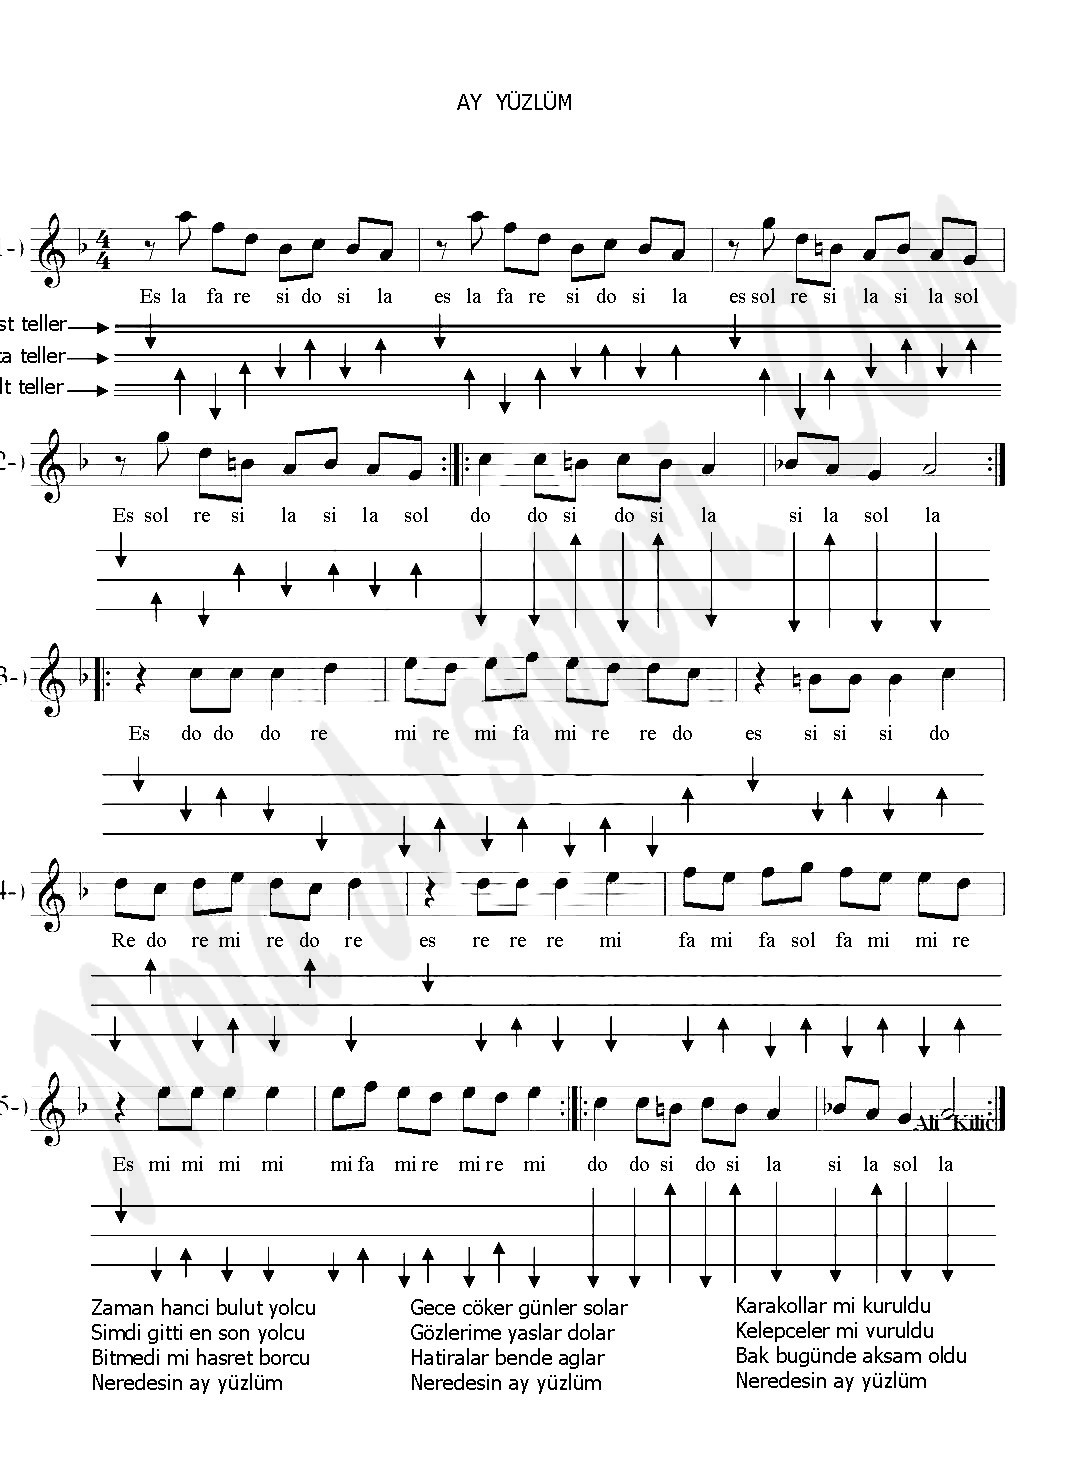 AY YÜZLÜM
1-)
4
4
Es la fa re si do si la es la fa re si do si la es sol re si la si la sol
st teller
ta teller
lt teller
2-)
Es sol re si la si la sol do do si do si la si la sol la
3-)
Es do do do re mi re mi fa mi re re do es si si si do
4-)
Re do re mi re do re es re re re mi fa mi fa sol fa mi mi re
5-)
Ali Kiliç
Es mi mi mi mi mi fa mi re mi re mi do do si do si la si la sol la
Zaman hanci bulut yolcu
Simdi gitti en son yolcu
Bitmedi mi hasret borcu
Neredesin ay yüzlüm
Gece cöker günler solar
Gözlerime yaslar dolar
Hatiralar bende aglar
Neredesin ay yüzlüm
Karakollar mi kuruldu
Kelepceler mi vuruldu
Bak bugünde aksam oldu
Neredesin ay yüzlüm
Nota Arsivleri.Com